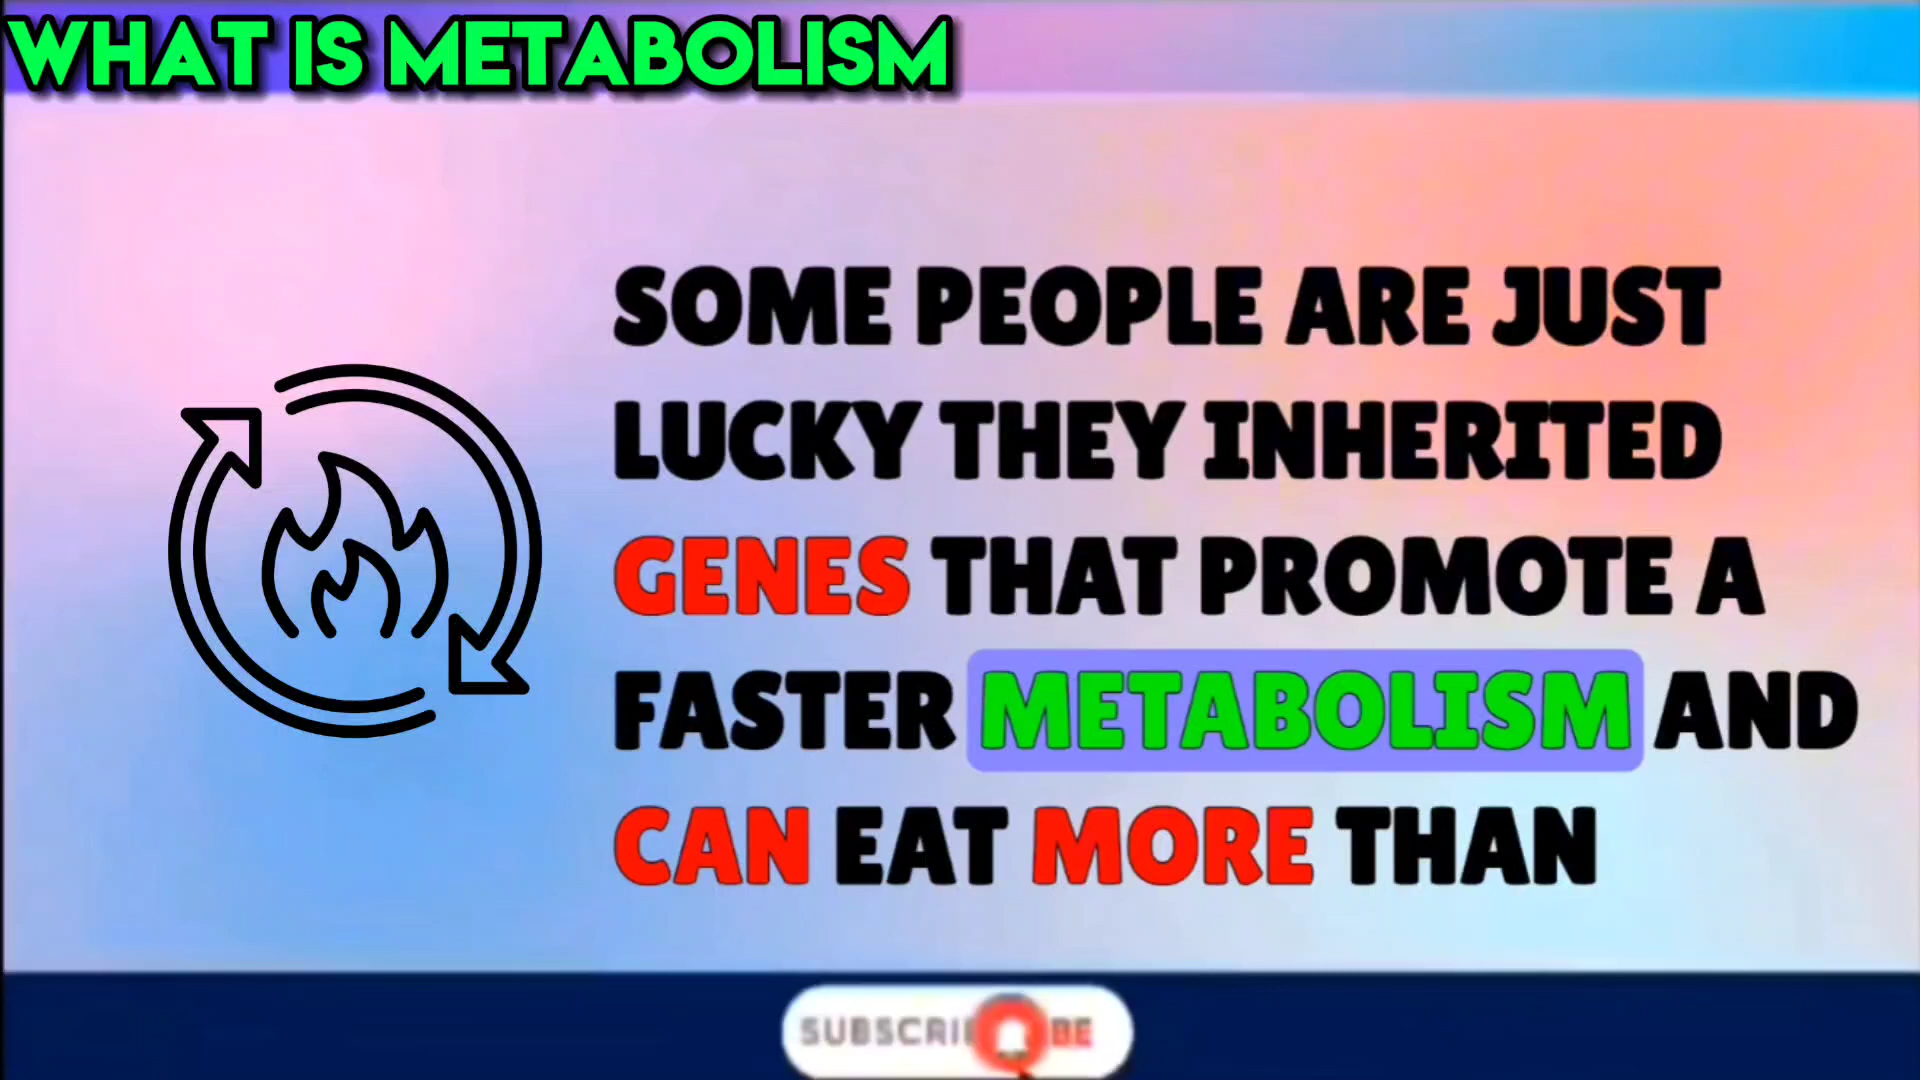 WHAT IS METABOLISM
SOME PEOPLE ARE JUST
LUCKY THEY INHERITED
GENES THAT PROMOTE A
FASTER METABOLISM AND
CAN EAT MORE THAN